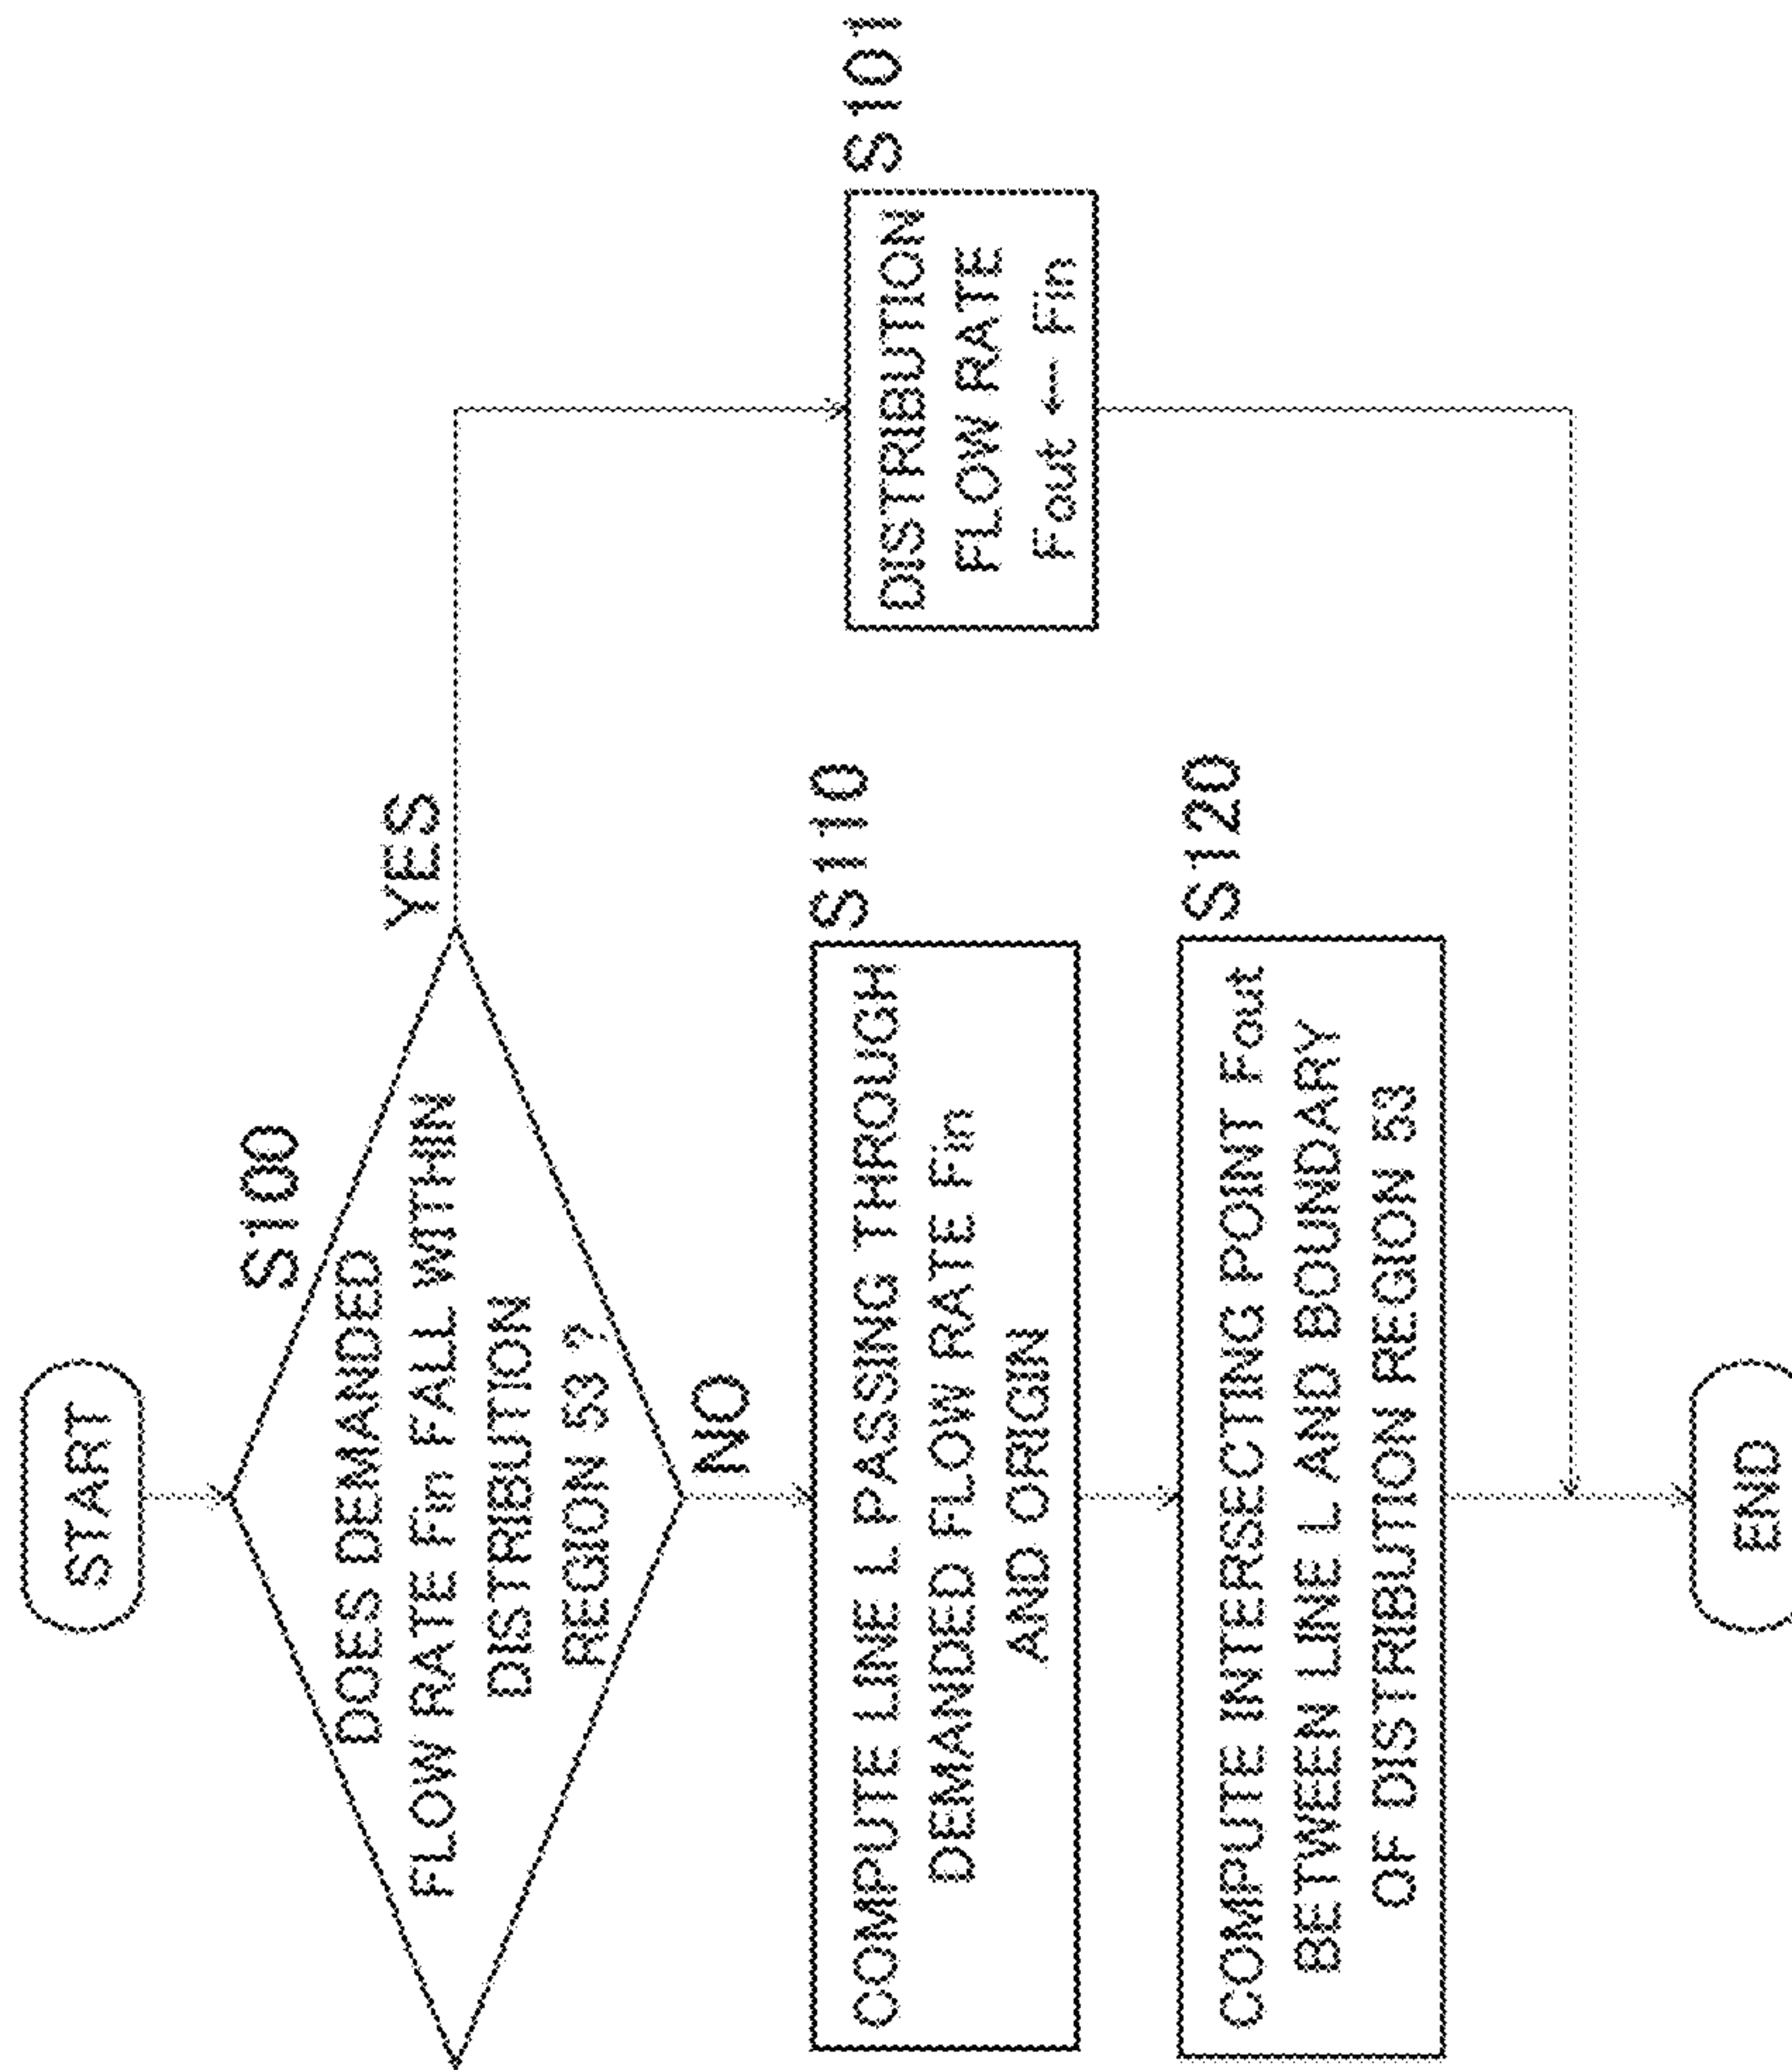 START
S100
DOES DEMANDED
FLOW RATE Fin FALL WITHIN
DISTRIBUTION
REGION 53 ?
YES
NO
S101
DISTRIBUTION
FLOW RATE
Fout ← Fin
S110
COMPUTE LINE L PASSING THROUGH
DEMANDED FLOW RATE Fin
AND ORIGIN
S120
COMPUTE INTERSECTING POINT Fout
BETWEEN LINE L AND BOUNDARY
OF DISTRIBUTION REGION 53
END